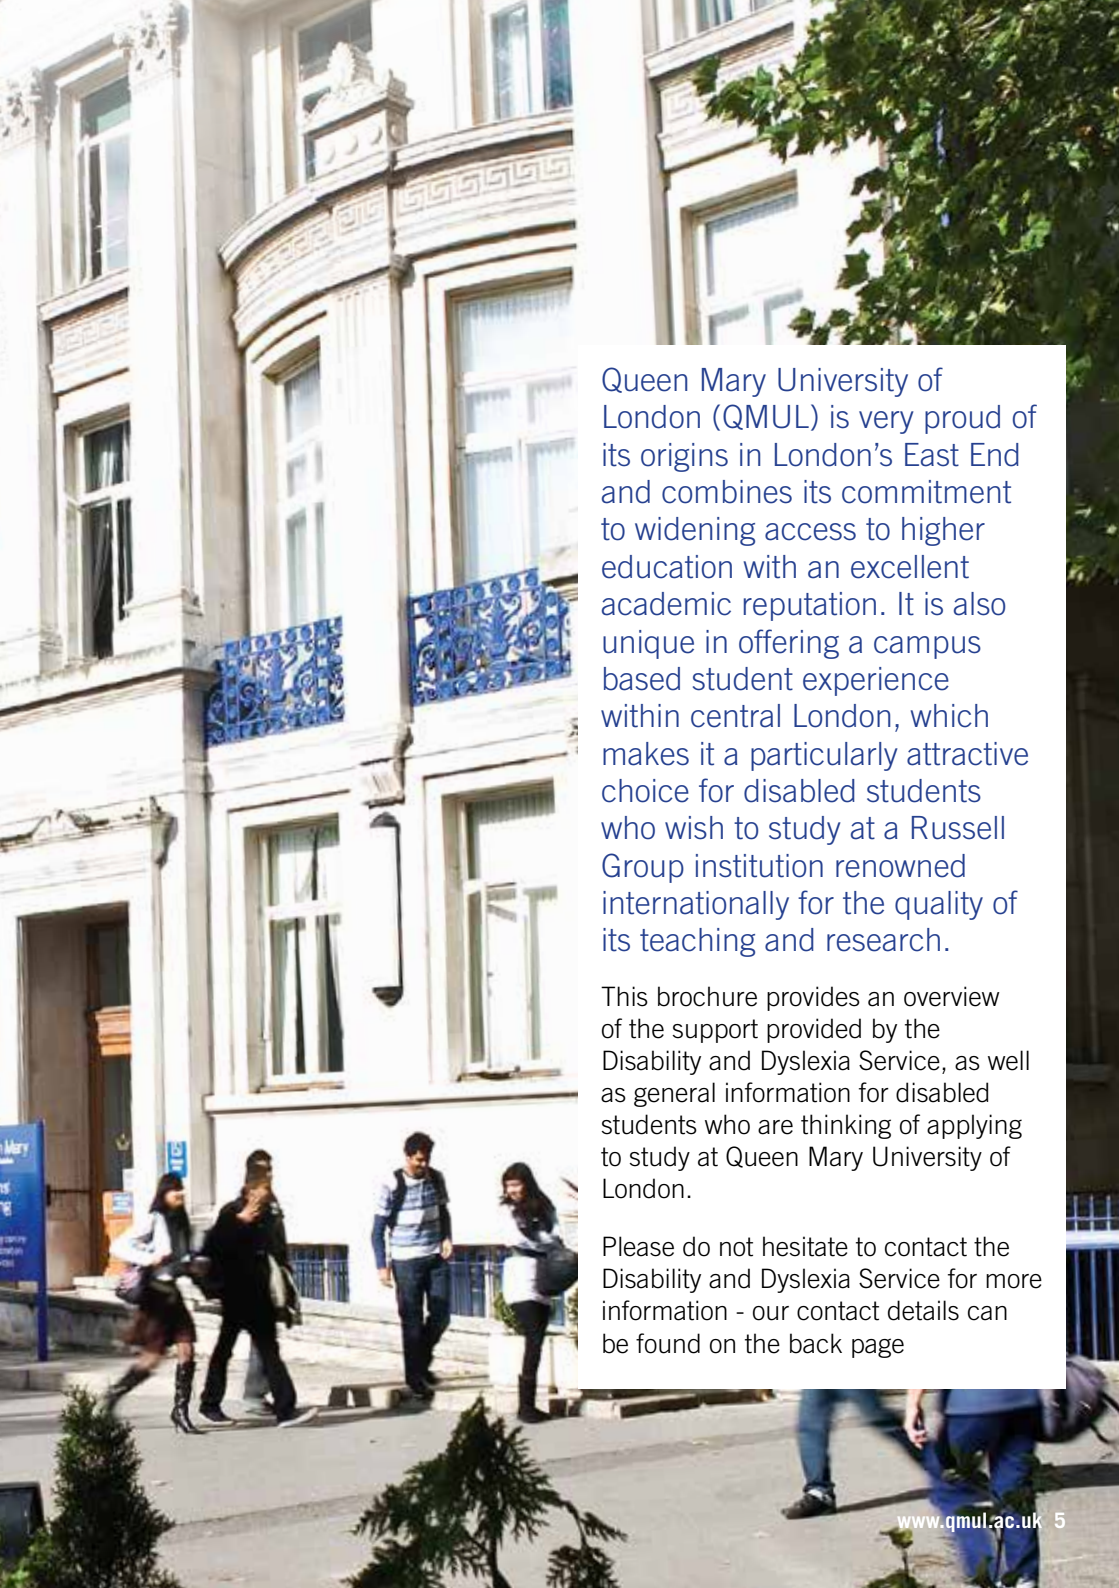 Queen Mary University of
London (QMUL) is very proud of
its origins in London’s East End
and combines its commitment
to widening access to higher
education with an excellent
academic reputation. It is also
unique in offering a campus
based student experience
within central London, which
makes it a particularly attractive
choice for disabled students
who wish to study at a Russell
Group institution renowned
internationally for the quality of
its teaching and research.
This brochure provides an overview
of the support provided by the
Disability and Dyslexia Service, as well
as general information for disabled
students who are thinking of applying
to study at Queen Mary University of
London.
Please do not hesitate to contact the
Disability and Dyslexia Service for more
information - our contact details can
be found on the back page
Mary
www.qmul.ac.uk 5